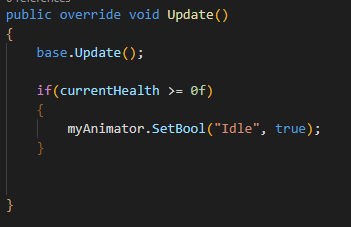 public override void Update()
{
base.Update();
if(currentHealth >= 0f)
{
myAnimator.SetBool("Idle", true);
}
}